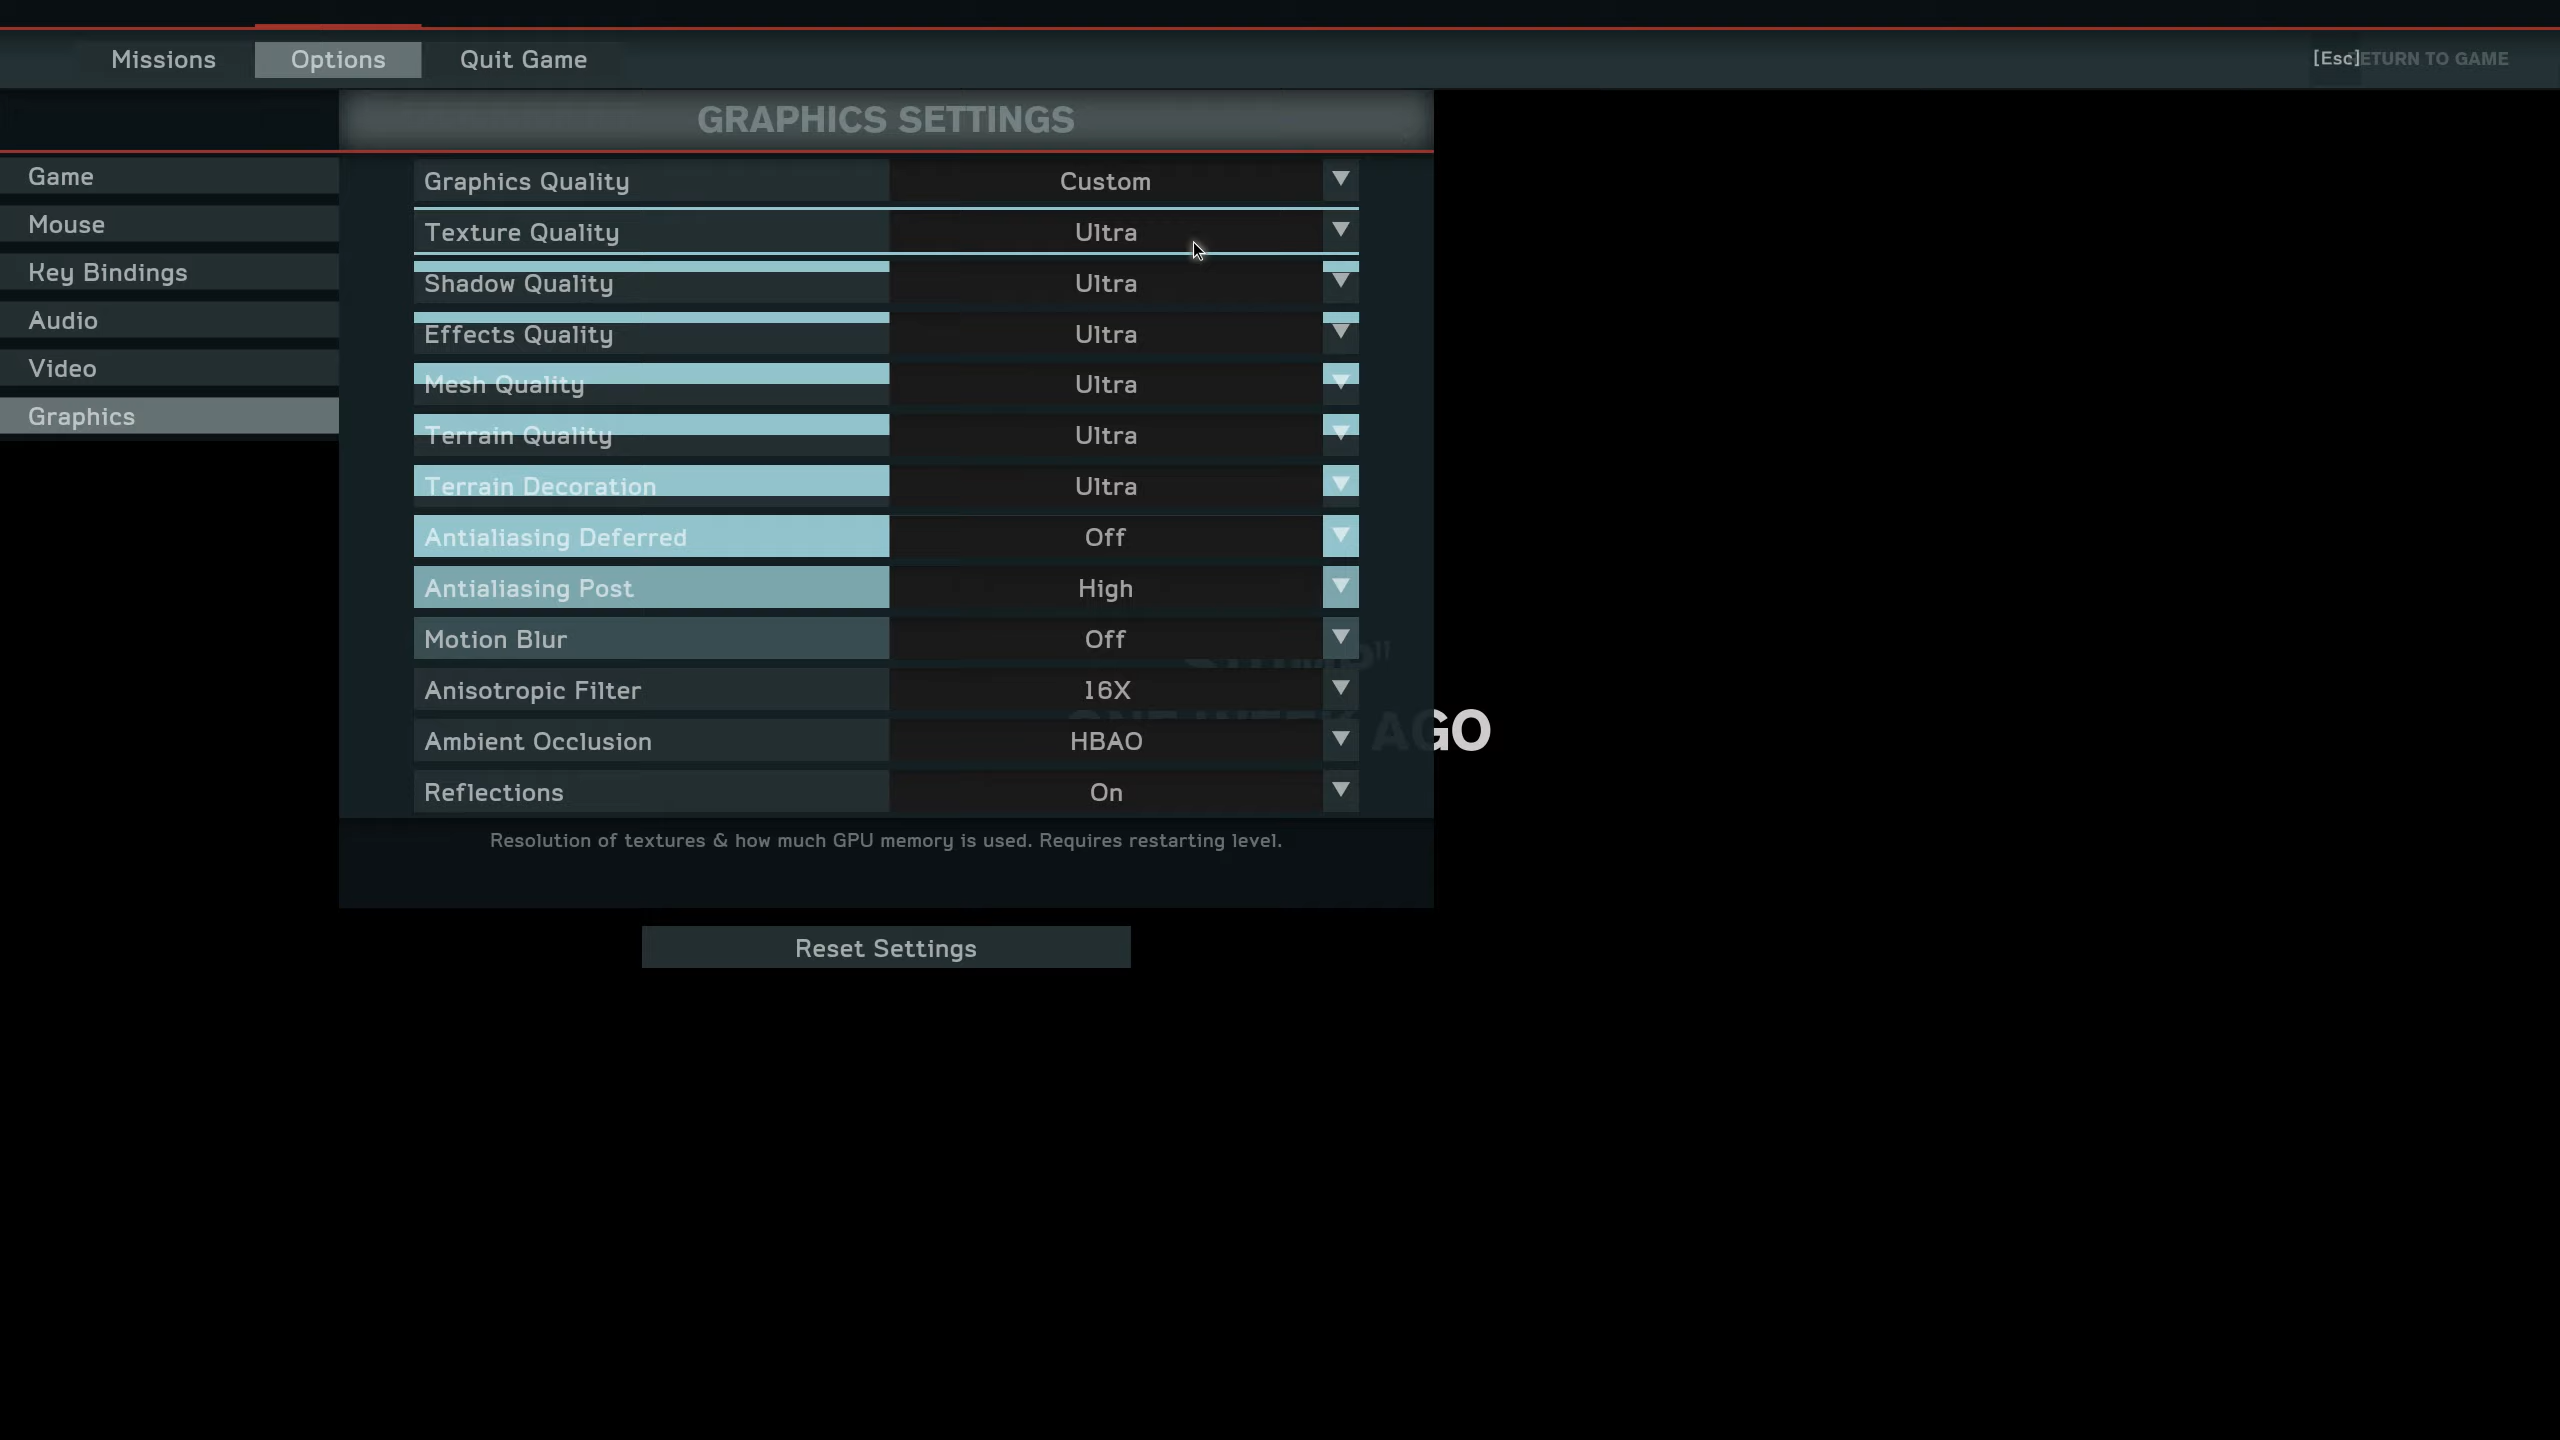 Missions Options Quit Game [Esc] ETURN TO GAME
GRAPHICS SETTINGS
Game
Mouse
Key Bindings
Audio
Video
Graphics
Graphics Quality Custom
Texture Quality Ultra
Shadow Quality Ultra
Effects Quality Ultra
Mesh Quality Ultra
Terrain Quality Ultra
Terrain Decoration Ultra
Antialiasing Deferred Off
Antialiasing Post High
Motion Blur Off
Anisotropic Filter 16X
Ambient Occlusion HBAO
Reflections On
AGO
Resolution of textures & how much GPU memory is used. Requires restarting level.
Reset Settings